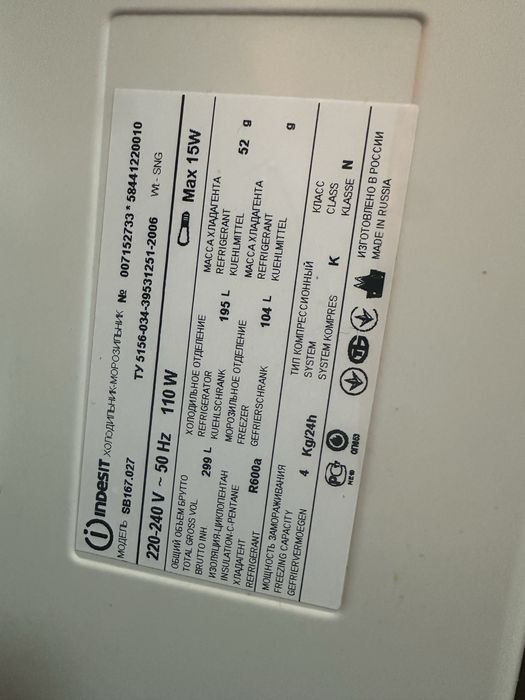 INDESIT ХОЛОДИЛЬНИК-МОРОЗИЛЬНИК № 007152733 * 58441220010
МОДЕЛЬ SB167.027 ТУ 5156-034-39531251-2006 Wt - SNG
220-240 V ~ 50 Hz 110 W Max 15W
ОБЩИЙ ОБЪЕМ БРУТТО
TOTAL GROSS VOL
BRUTTO INH.
299 L
ХОЛОДИЛЬНОЕ ОТДЕЛЕНИЕ
REFRIGERATOR
KUEHLSCHRANK
195 L
МАССА ХЛАДАГЕНТА
REFRIGERANT
KUEHLMITTEL
52 g
ИЗОЛЯЦИЯ-ЦИКЛОПЕНТАН
INSULATION-C-PENTANE
ХЛАДАГЕНТ
REFRIGERANT
R600a
МОРОЗИЛЬНОЕ ОТДЕЛЕНИЕ
FREEZER
GEFRIERSCHRANK
104 L
МАССА ХЛАДАГЕНТА
REFRIGERANT
KUEHLMITTEL
g
МОЩНОСТЬ ЗАМОРАЖИВАНИЯ
FREEZING CAPACITY
GEFRIERVERMOEGEN
4 Kg/24h
ТИП КОМПРЕССИОННЫЙ
SYSTEM
SYSTEM KOMPRES
K
КЛАСС
CLASS
KLASSE
N
ИЗГОТОВЛЕНО В РОССИИ
MADE IN RUSSIA